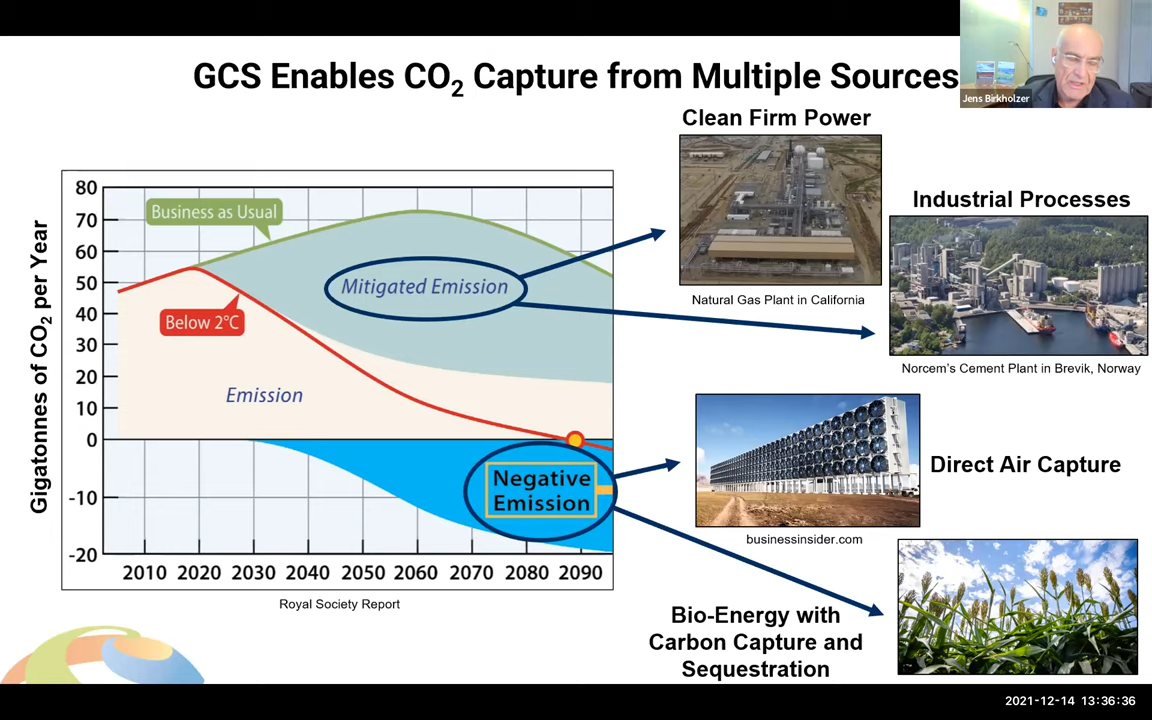 GCS Enables CO2 Capture from Multiple Sources
Jens Birkholzer
Clean Firm Power
Natural Gas Plant in California
Industrial Processes
Norcem's Cement Plant in Brevik, Norway
Gigatonnes of CO2 per Year
80
70
60
50
40
30
20
10
0
-10
-20
Business as Usual
Mitigated Emission
Below 2°C
Emission
Negative
Emission
2010 2020 2030 2040 2050 2060 2070 2080 2090
Royal Society Report
Direct Air Capture
businessinsider.com
Bio-Energy with
Carbon Capture and
Sequestration
2021-12-14 13:36:36